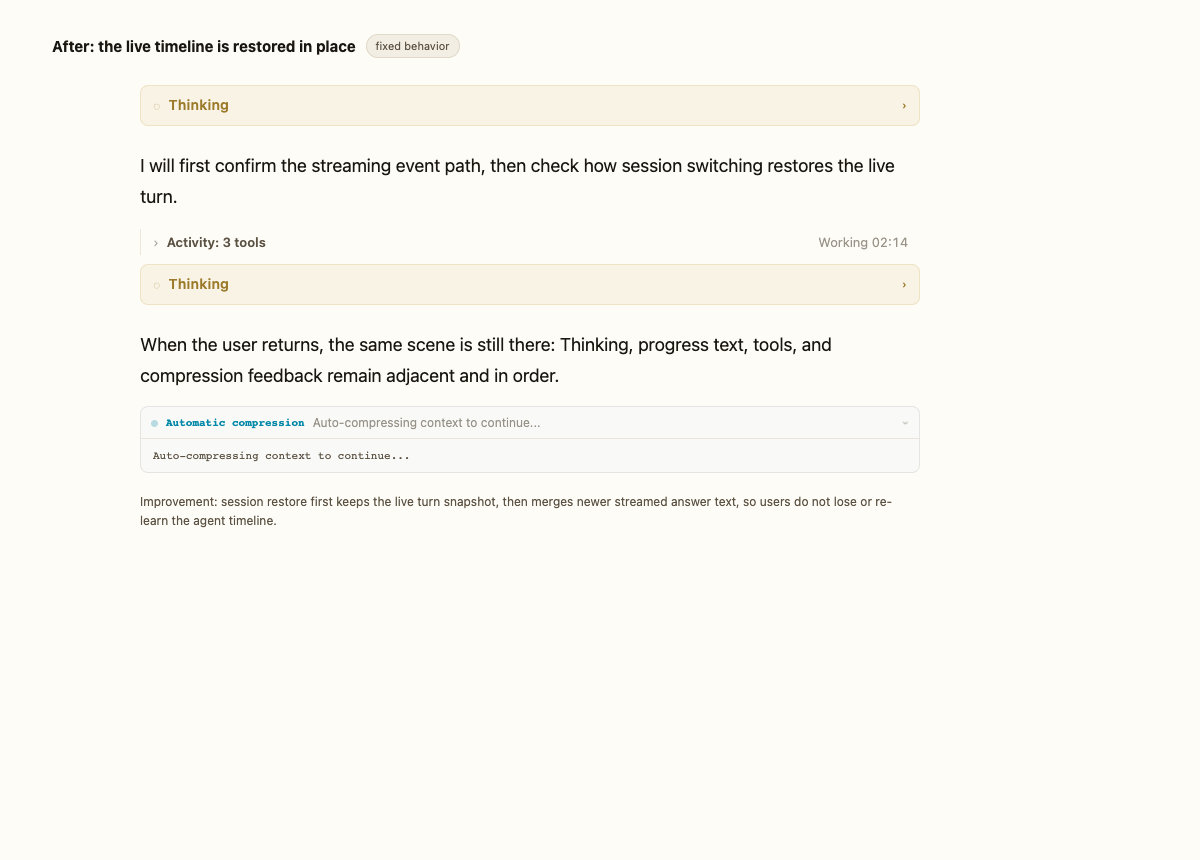 After: the live timeline is restored in place fixed behavior
Thinking
I will first confirm the streaming event path, then check how session switching restores the live
turn.
Activity: 3 tools Working 02:14
Thinking
When the user returns, the same scene is still there: Thinking, progress text, tools, and
compression feedback remain adjacent and in order.
Automatic compression Auto-compressing context to continue...
Auto-compressing context to continue...
Improvement: session restore first keeps the live turn snapshot, then merges newer streamed answer text, so users do not lose or re-
learn the agent timeline.